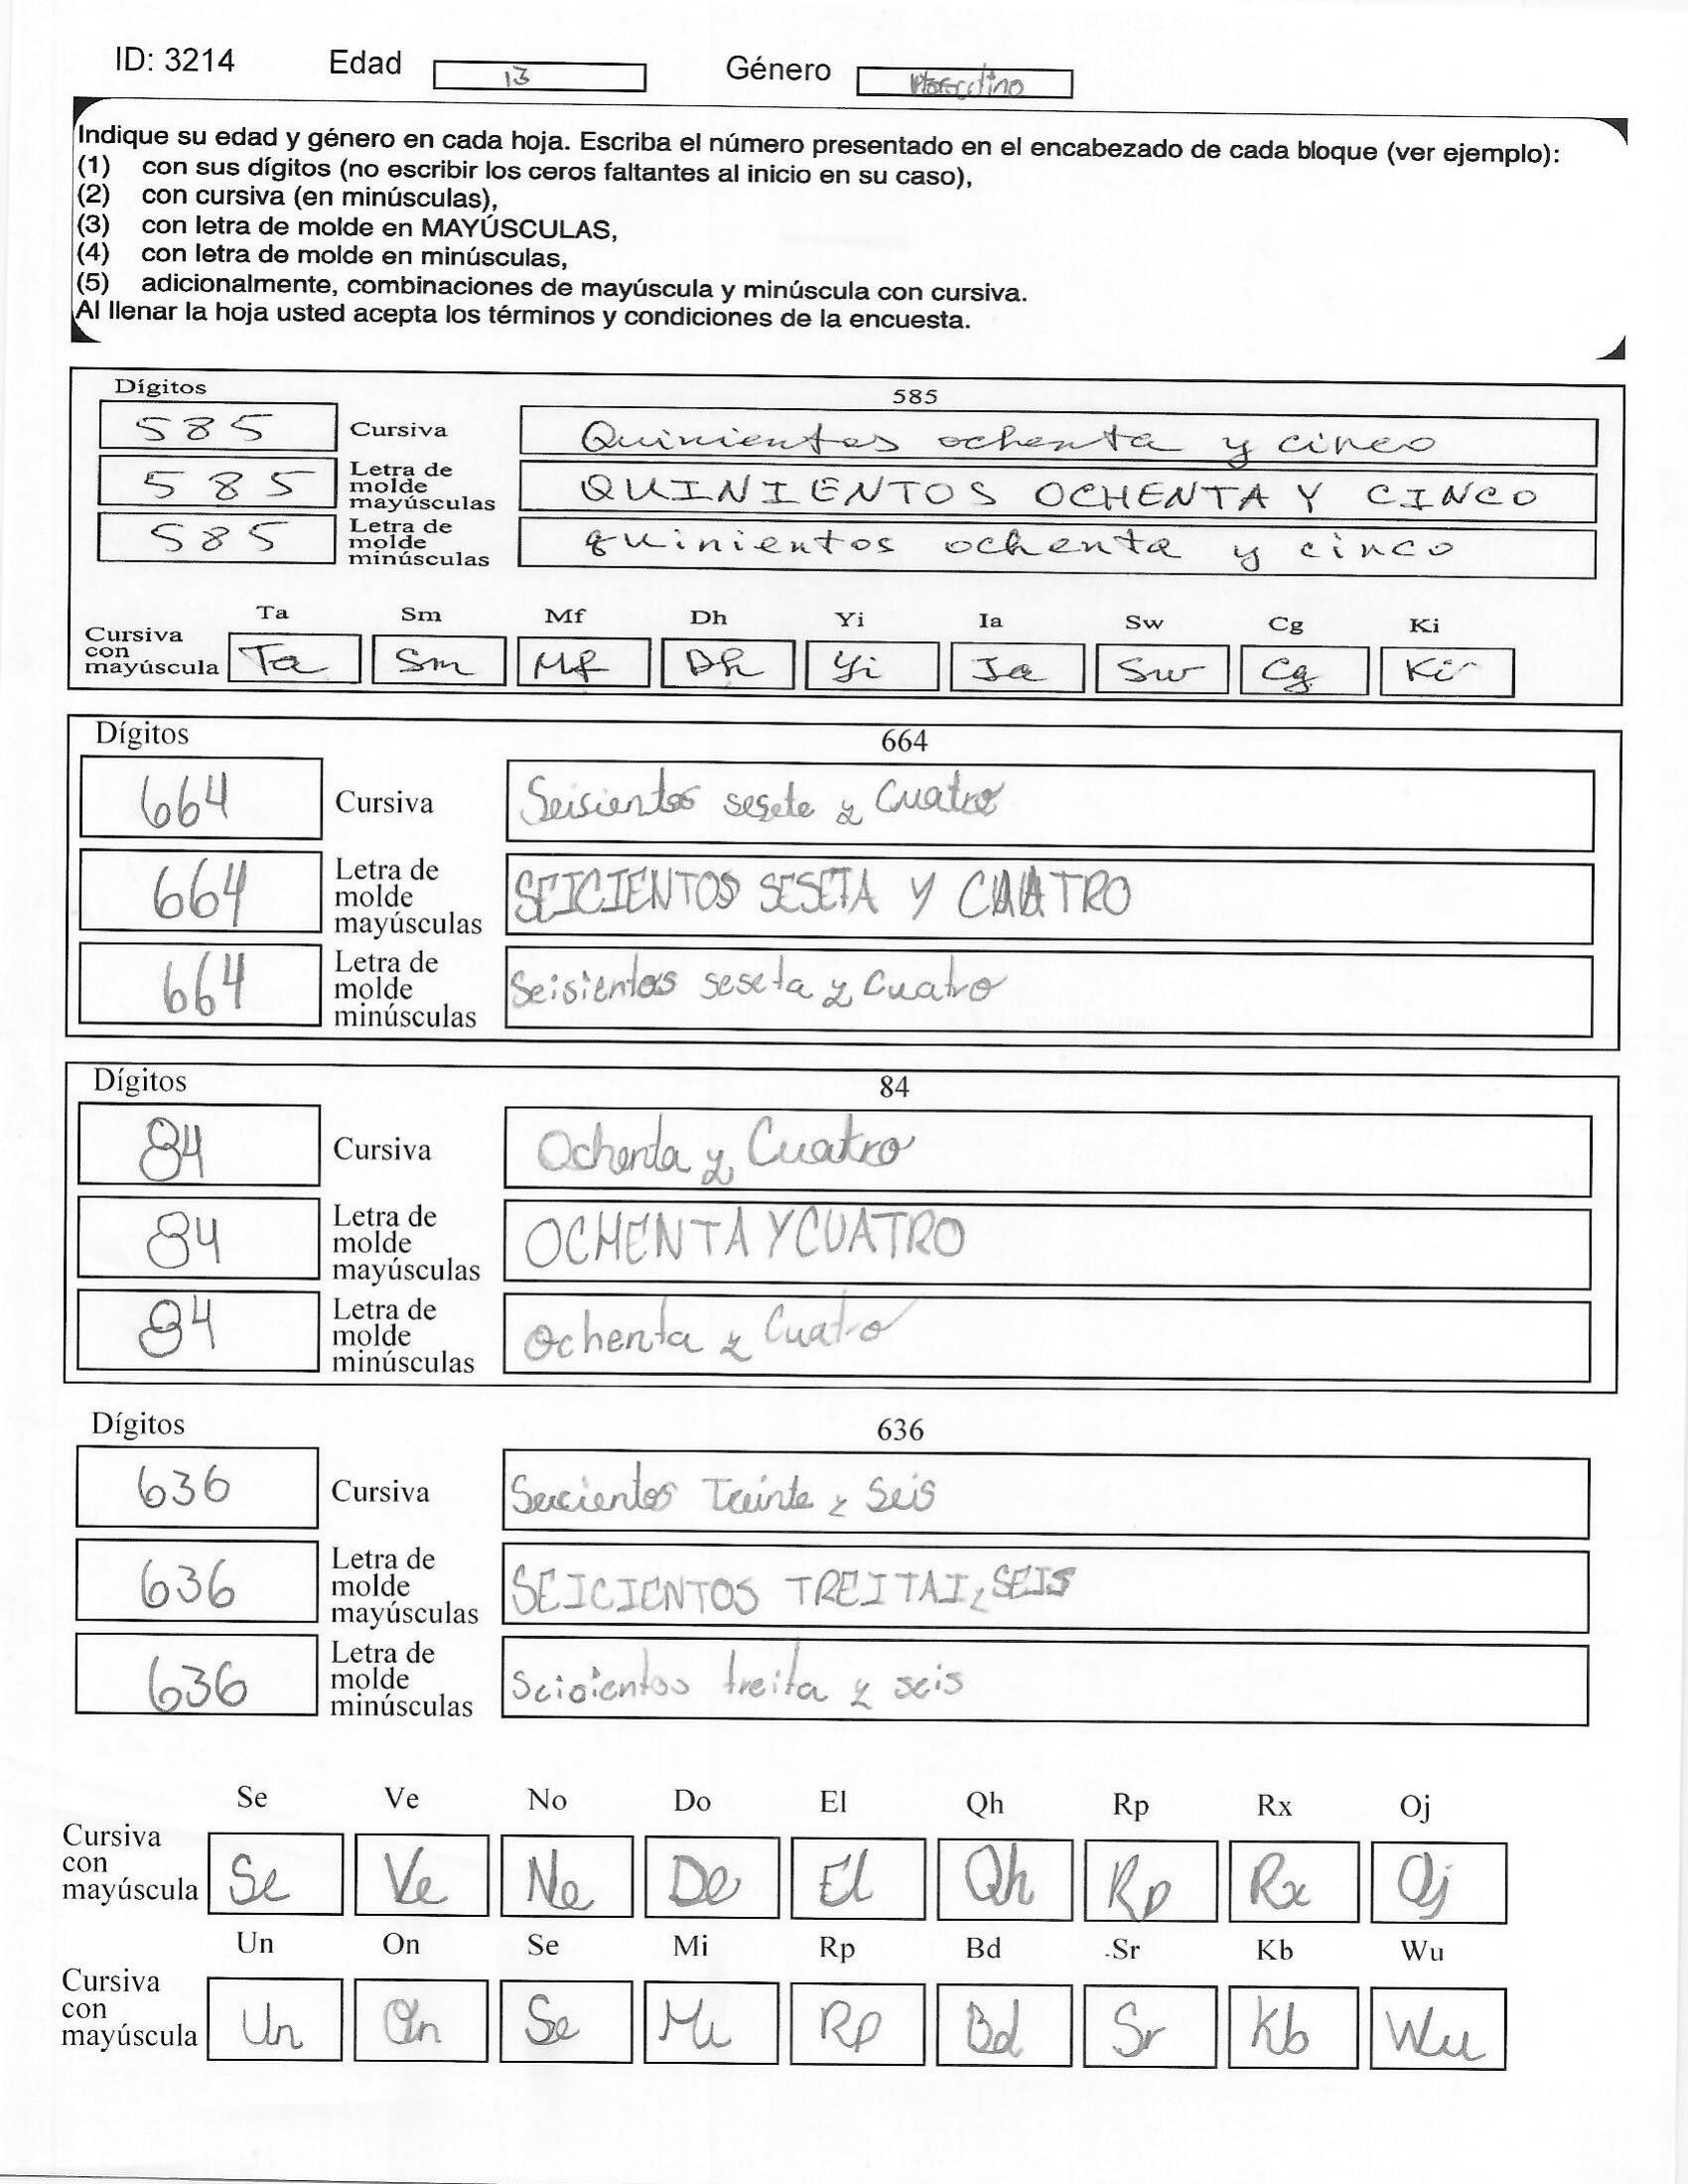 ID: 3214 Edad 13 Género Masculino
Indique su edad y género en cada hoja. Escriba el número presentado en el encabezado de cada bloque (ver ejemplo):
(1) con sus dígitos (no escribir los ceros faltantes al inicio en su caso),
(2) con cursiva (en minúsculas),
(3) con letra de molde en MAYÚSCULAS,
(4) con letra de molde en minúsculas,
(5) adicionalmente, combinaciones de mayúscula y minúscula con cursiva.
Al llenar la hoja usted acepta los términos y condiciones de la encuesta.
Dígitos 585
585 Cursiva Quinientos ochenta y cinco
585 Letra de molde mayúsculas QUINIENTOS OCHENTA Y CINCO
585 Letra de molde minúsculas quinientos ochenta y cinco
Ta Sm Mf Dh Yi Ia Sw Cg Ki
Cursiva con mayúscula Ta Sm Mf Dh Yi Ia Sw Cg Ki
Dígitos 664
664 Cursiva Seisientos sesete y Cuatro
664 Letra de molde mayúsculas SEICIENTOS SESETA Y CUATRO
664 Letra de molde minúsculas Seisientos seseta y Cuatro
Dígitos 84
84 Cursiva Ochenta y Cuatro
84 Letra de molde mayúsculas OCHENTA Y CUATRO
84 Letra de molde minúsculas Ochenta y Cuatro
Dígitos 636
636 Cursiva Seicientos Treinta y Seis
636 Letra de molde mayúsculas SEICIENTOS TREITAI y SEIS
636 Letra de molde minúsculas Seisientos treita y seis
Se Ve No Do El Qh Rp Rx Oj
Cursiva con mayúscula Se Ve No Do El Qh Rp Rx Oj
Un On Se Mi Rp Bd Sr Kb Wu
Cursiva con mayúscula Un On Se Mi Rp Bd Sr Kb Wu